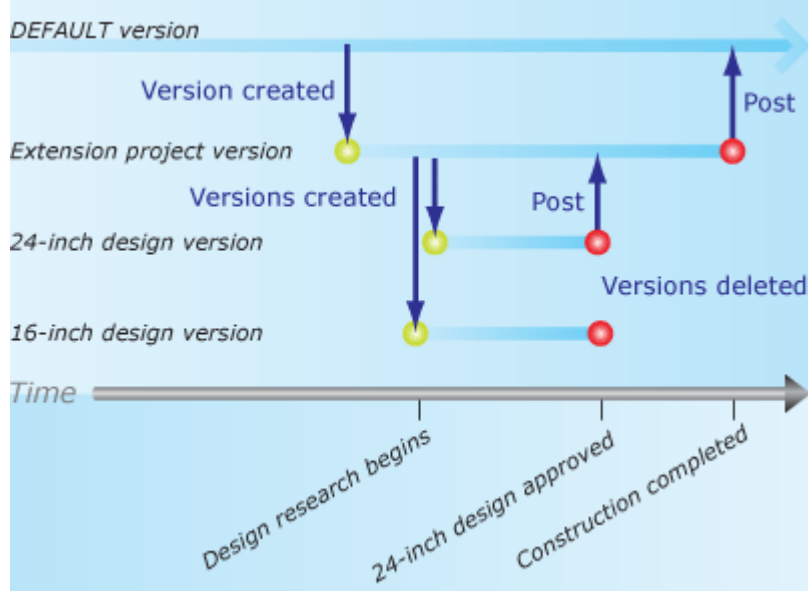 DEFAULT version
Version created
Post
Extension project version
Versions created
Post
24-inch design version
Versions deleted
16-inch design version
Time
Design research begins
24-inch design approved
Construction completed